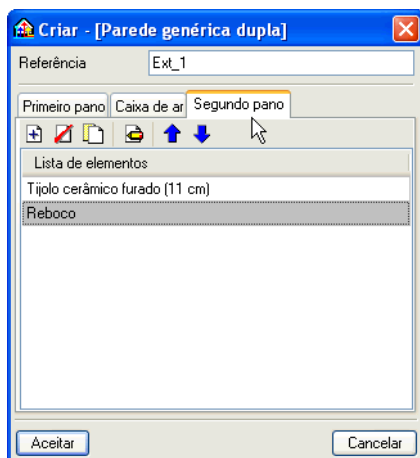 Criar - [Parede genérica dupla]
Referência Ext_1
Primeiro pano Caixa de ar Segundo pano
Lista de elementos
Tijolo cerâmico furado (11 cm)
Reboco
Aceitar Cancelar